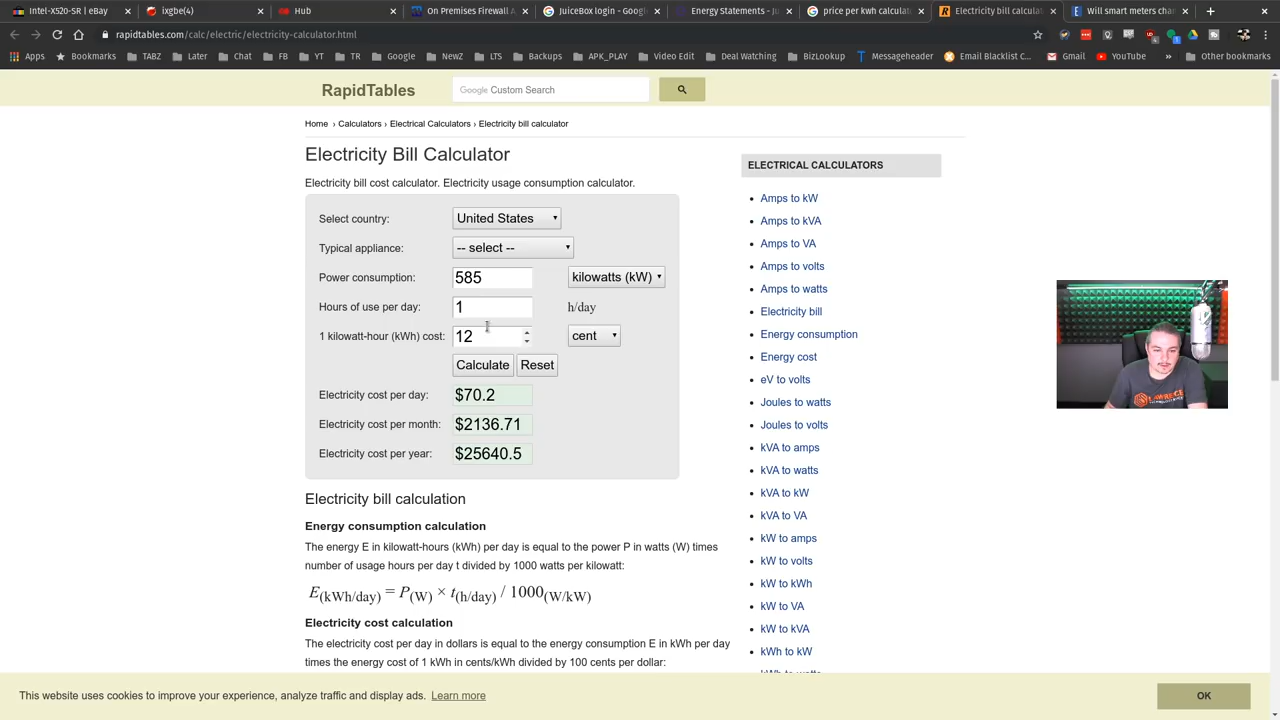 Intel-X520-SR | eBay
ixgbe(4)
Hub
On Premises Firewall A
JuiceBox login - Google
Energy Statements - Ji
price per kwh calculat
Electricity bill calculat
Will smart meters chan
rapidtables.com/calc/electric/electricity-calculator.html
Apps
Bookmarks
TABZ
Later
Chat
FB
YT
TR
Google
NewZ
LTS
Backups
APK_PLAY
Video Edit
Deal Watching
BizLookup
Messageheader
Email Blacklist C
Gmail
YouTube
»
Other bookmarks
RapidTables
Google Custom Search
Home › Calculators › Electrical Calculators › Electricity bill calculator
Electricity Bill Calculator
Electricity bill cost calculator. Electricity usage consumption calculator.
Select country: United States
Typical appliance: -- select --
Power consumption: 585 kilowatts (kW)
Hours of use per day: 1 h/day
1 kilowatt-hour (kWh) cost: 12 cent
Calculate Reset
Electricity cost per day: $70.2
Electricity cost per month: $2136.71
Electricity cost per year: $25640.5
Electricity bill calculation
Energy consumption calculation
The energy E in kilowatt-hours (kWh) per day is equal to the power P in watts (W) times
number of usage hours per day t divided by 1000 watts per kilowatt:
E(kWh/day) = P(W) × t(h/day) / 1000(W/kW)
Electricity cost calculation
The electricity cost per day in dollars is equal to the energy consumption E in kWh per day
times the energy cost of 1 kWh in cents/kWh divided by 100 cents per dollar:
ELECTRICAL CALCULATORS
Amps to kW
Amps to kVA
Amps to VA
Amps to volts
Amps to watts
Electricity bill
Energy consumption
Energy cost
eV to volts
Joules to watts
Joules to volts
kVA to amps
kVA to watts
kVA to kW
kVA to VA
kW to amps
kW to volts
kW to kWh
kW to VA
kW to kVA
kWh to kW
kWh to watts
LAWRENCE
This website uses cookies to improve your experience, analyze traffic and display ads. Learn more
OK